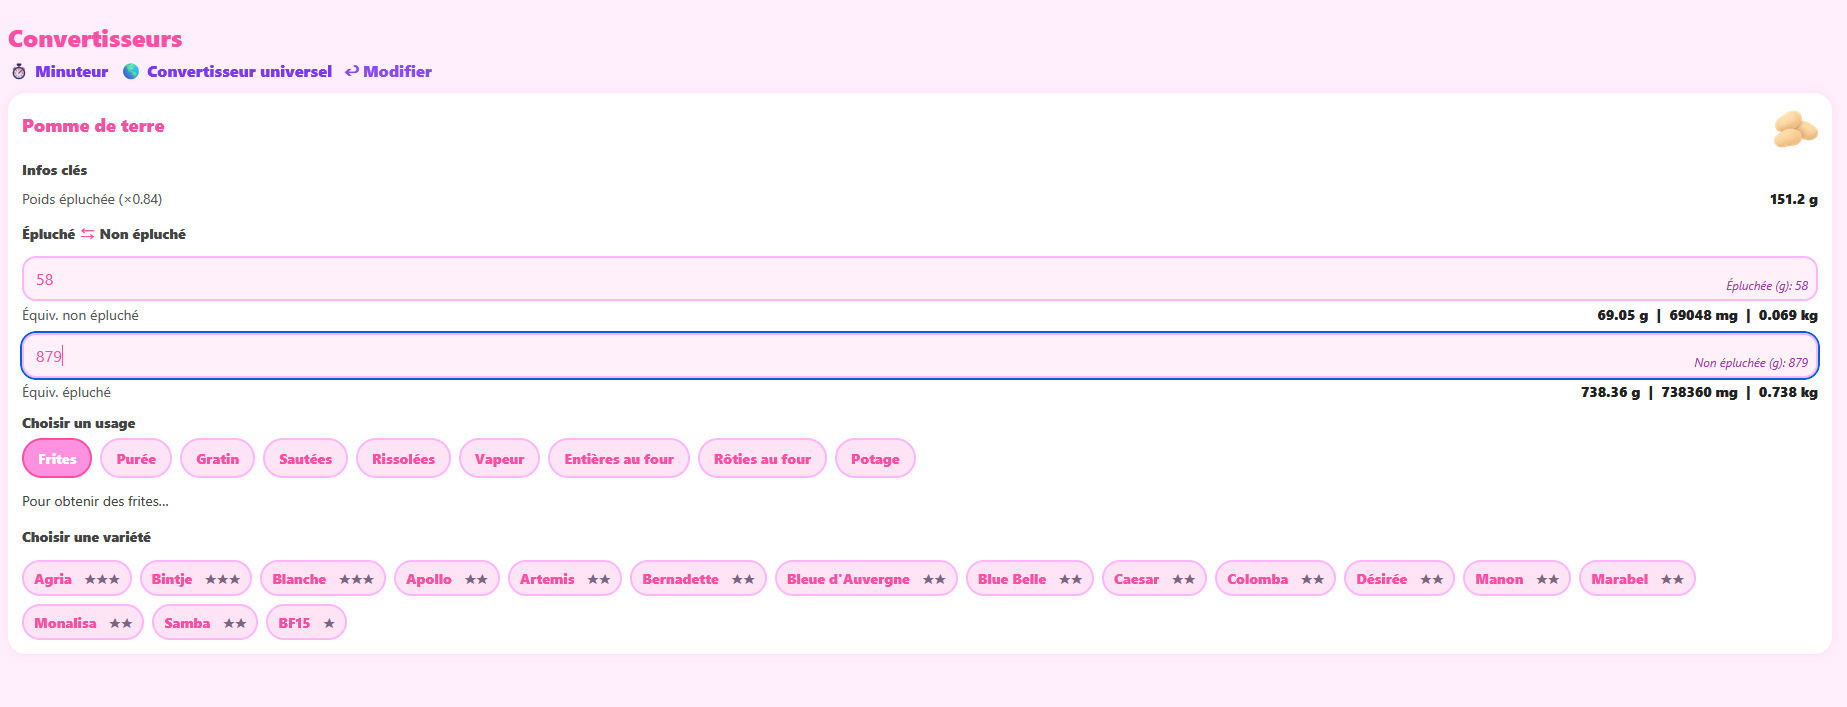 Convertisseurs
Minuteur Convertisseur universel Modifier
Pomme de terre
Infos clés
Poids épluchée (×0.84) 151.2 g
Épluché ⇆ Non épluché
58 Épluchée (g): 58
Équiv. non épluché 69.05 g | 69048 mg | 0.069 kg
879 Non épluchée (g): 879
Équiv. épluché 738.36 g | 738360 mg | 0.738 kg
Choisir un usage
Frites Purée Gratin Sautées Rissolées Vapeur Entières au four Rôties au four Potage
Pour obtenir des frites...
Choisir une variété
Agria ★★★ Bintje ★★★ Blanche ★★★ Apollo ★★ Artemis ★★ Bernadette ★★ Bleue d'Auvergne ★★ Blue Belle ★★ Caesar ★★ Colomba ★★ Désirée ★★ Manon ★★ Marabel ★★
Monalisa ★★ Samba ★★ BF15 ★